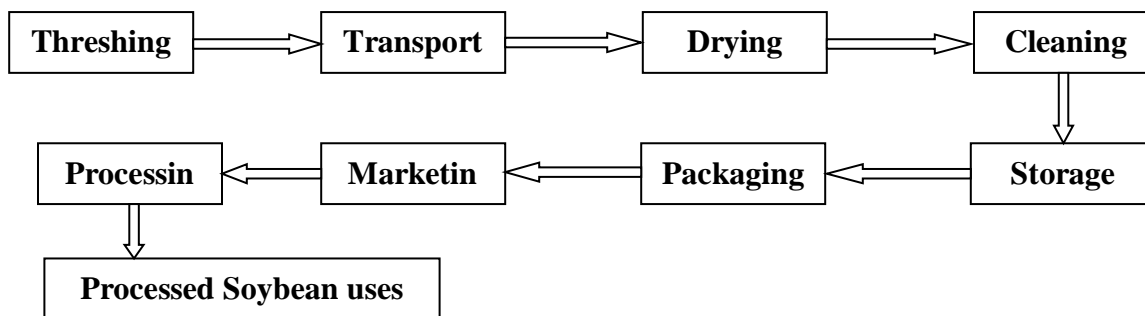 Threshing
Transport
Drying
Cleaning
Storage
Packaging
Marketin
Processin
Processed Soybean uses